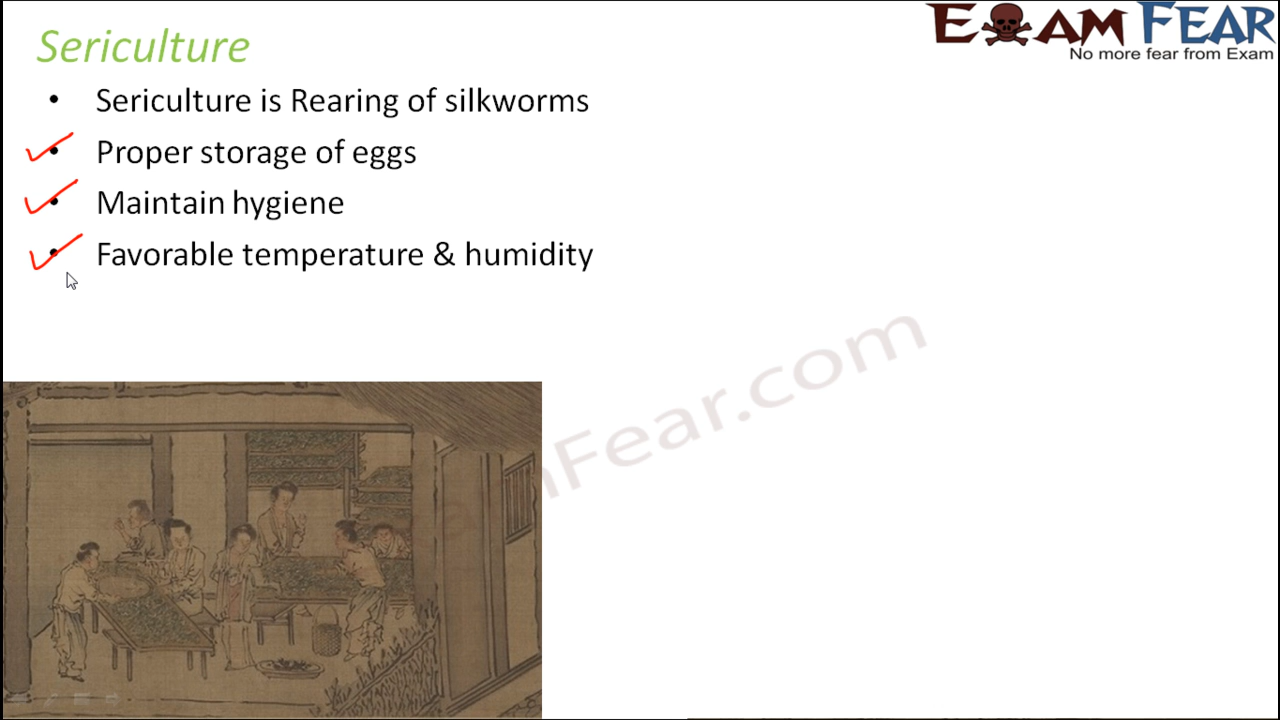 Sericulture
EXAM FEAR
No more fear from Exam
• Sericulture is Rearing of silkworms
• Proper storage of eggs
• Maintain hygiene
• Favorable temperature & humidity
mFear.com